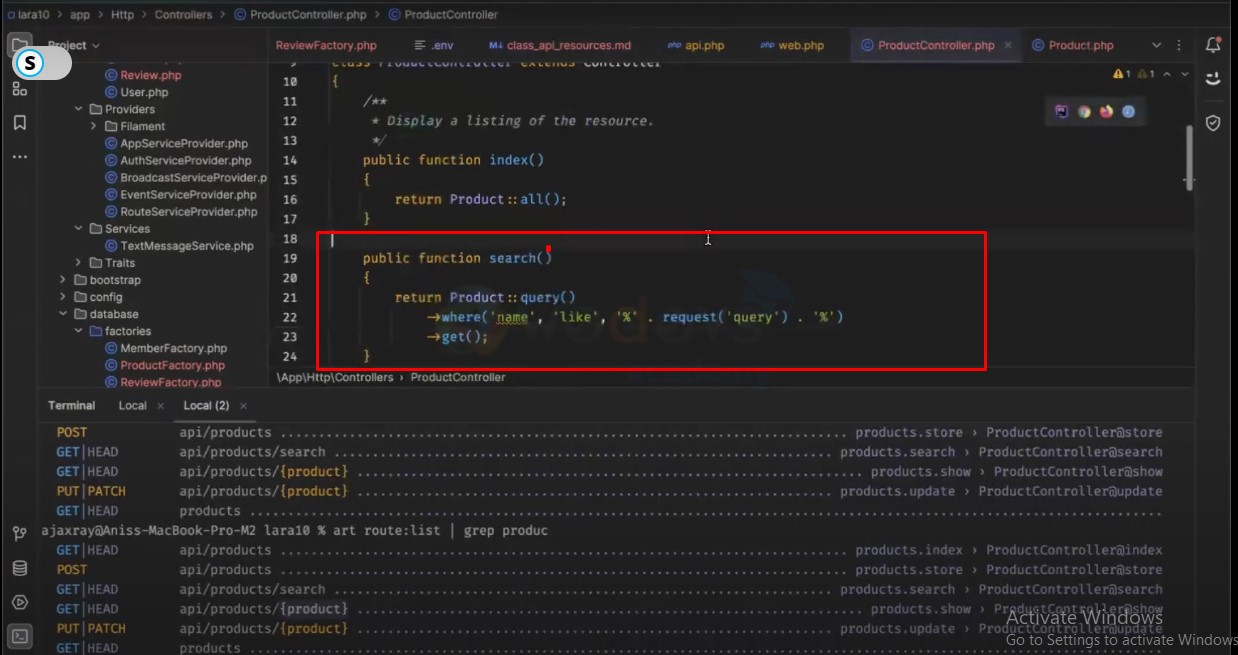 lara10 › app › Http › Controllers › ProductController.php › ProductController
Project
ReviewFactory.php .env class_api_resources.md api.php web.php ProductController.php × Product.php
S
Review.php
User.php
Providers
Filament
AppServiceProvider.php
AuthServiceProvider.php
BroadcastServiceProvider.p
EventServiceProvider.php
RouteServiceProvider.php
Services
TextMessageService.php
Traits
bootstrap
config
database
factories
MemberFactory.php
ProductFactory.php
ReviewFactory.php
9 class ProductController extends Controller
10 {
11 /**
12 * Display a listing of the resource.
13 */
14 public function index()
15 {
16 return Product::all();
17 }
18
19 public function search()
20 {
21 return Product::query()
22 →where('name', 'like', '%' . request('query') . '%')
23 →get();
24 }
1 1
\App\Http\Controllers › ProductController
Terminal Local × Local (2) ×
POST api/products ... products.store › ProductController@store
GET|HEAD api/products/search ... products.search › ProductController@search
GET|HEAD api/products/{product} ... products.show › ProductController@show
PUT|PATCH api/products/{product} ... products.update › ProductController@update
GET|HEAD products ...
ajaxray@Aniss-MacBook-Pro-M2 lara10 % art route:list | grep produc
GET|HEAD api/products ... products.index › ProductController@index
POST api/products ... products.store › ProductController@store
GET|HEAD api/products/search ... products.search › ProductController@search
GET|HEAD api/products/{product} ... products.show › ProductController@show
PUT|PATCH api/products/{product} ... products.update › ProductController@update
GET|HEAD products ...
Activate Windows
Go to Settings to activate Windows